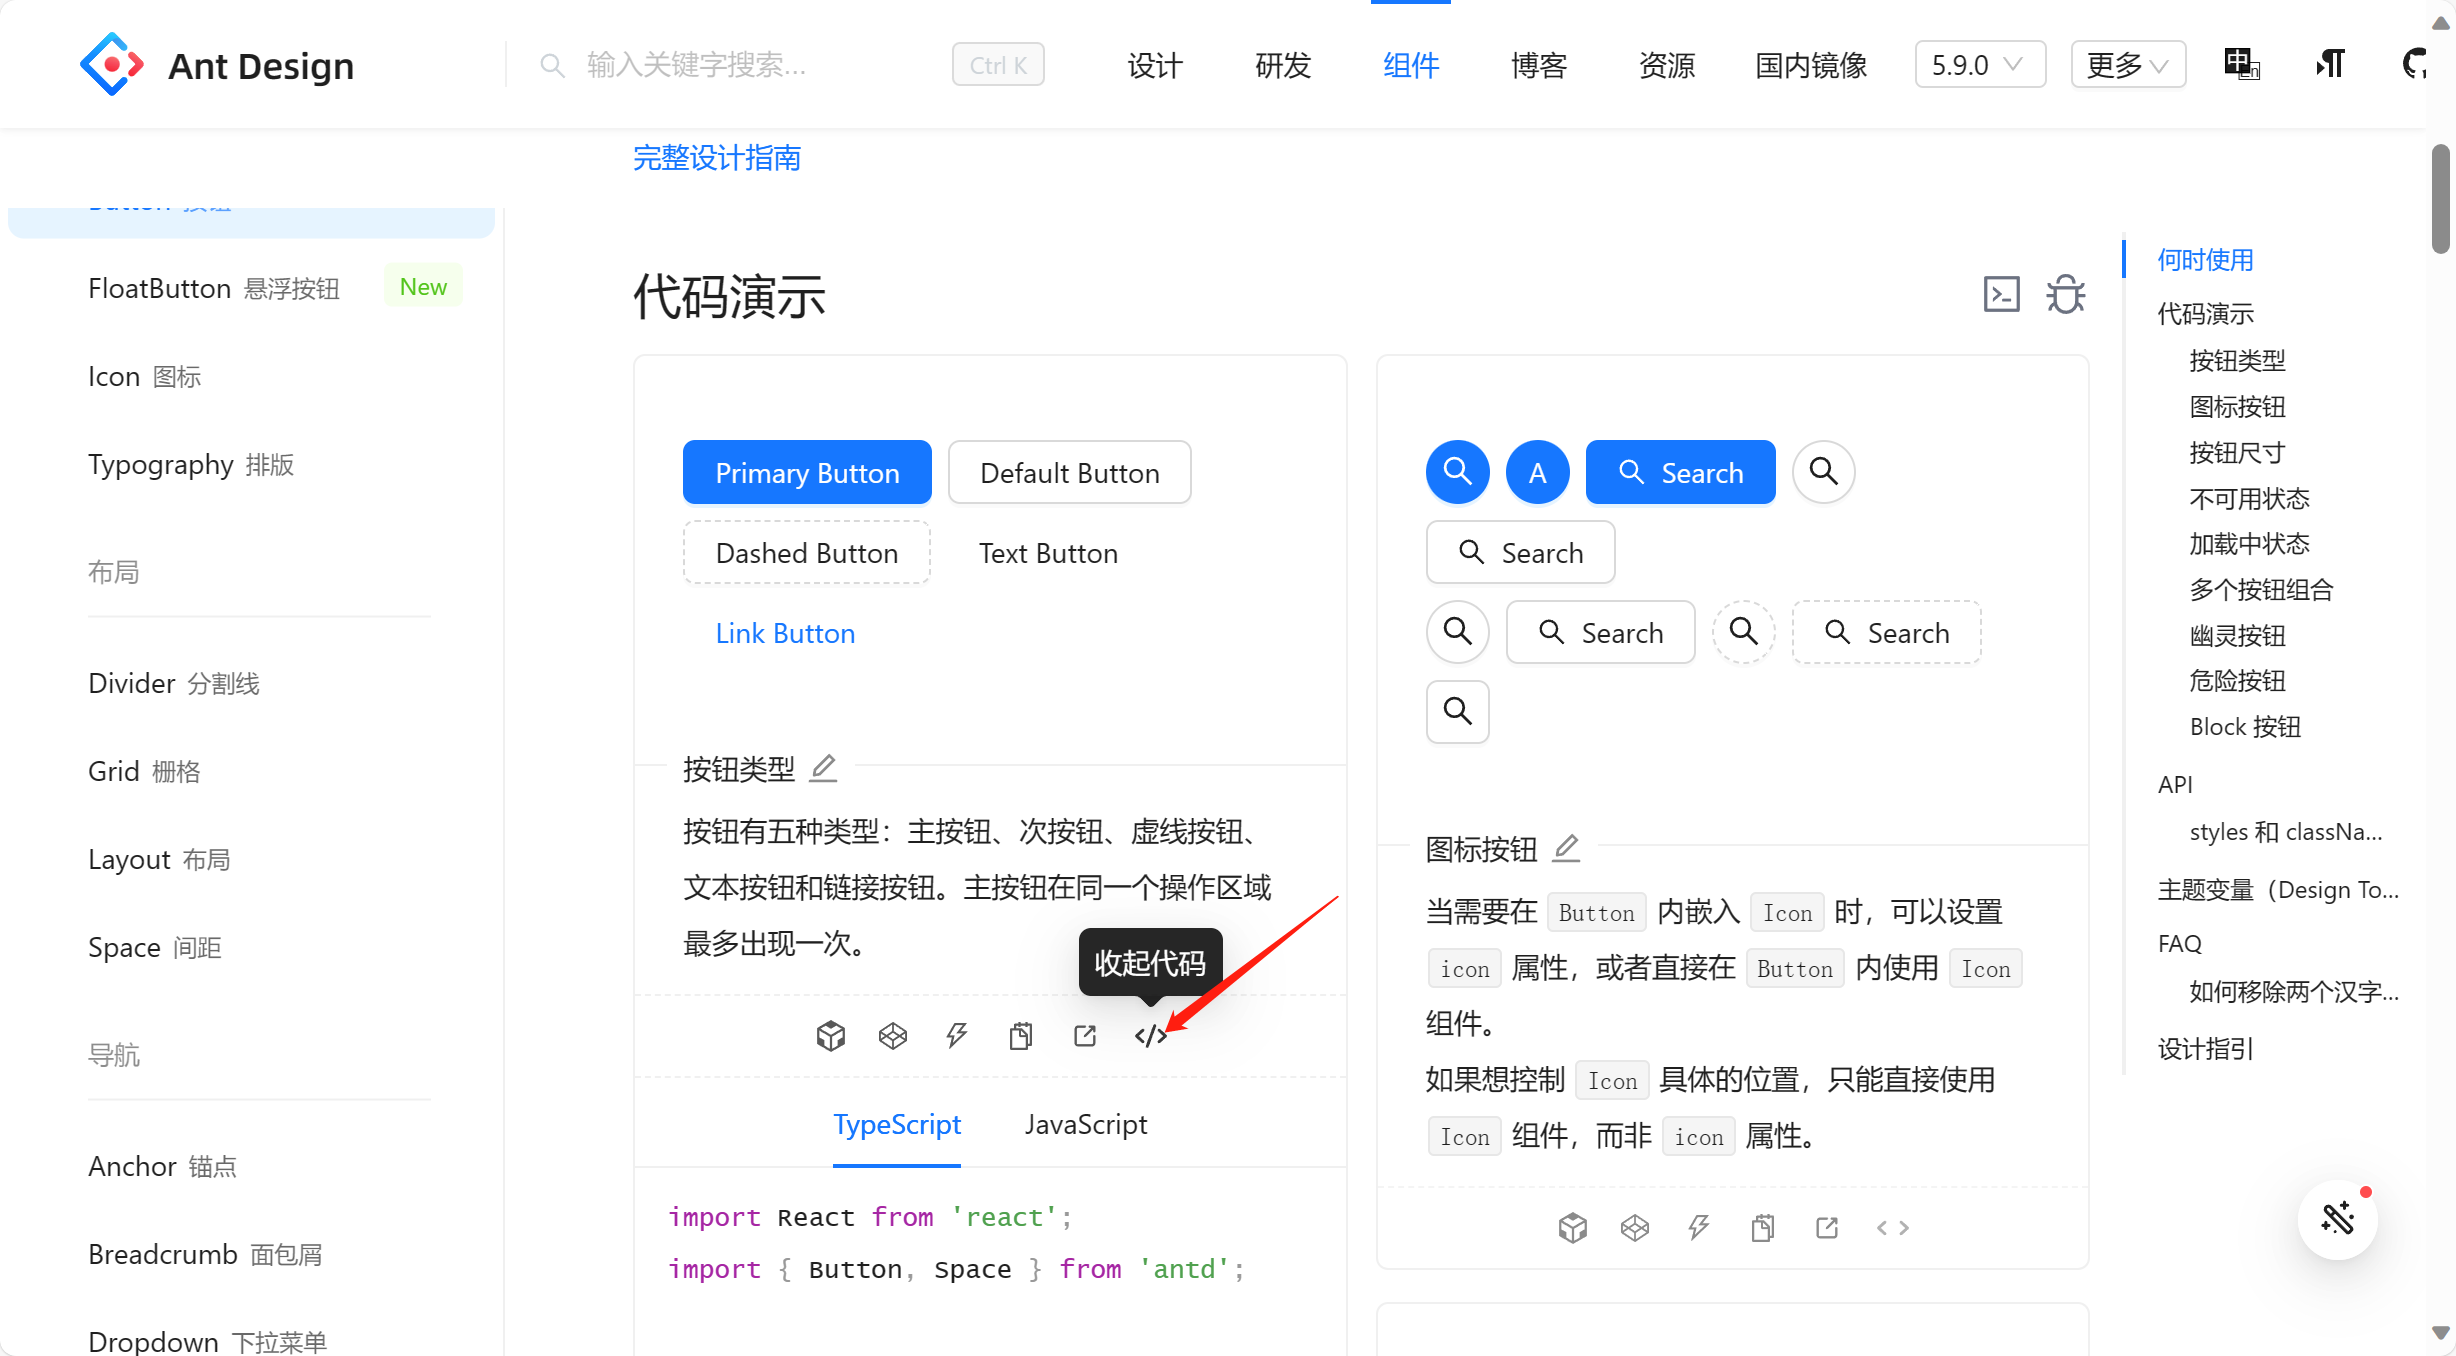 Ant Design
输入关键字搜索...
Ctrl K
设计
研发
组件
博客
资源
国内镜像
5.9.0
更多
中
En
完整设计指南
Button 按钮
FloatButton 悬浮按钮
New
Icon 图标
Typography 排版
布局
Divider 分割线
Grid 栅格
Layout 布局
Space 间距
导航
Anchor 锚点
Breadcrumb 面包屑
Dropdown 下拉菜单
代码演示
Primary Button
Default Button
Dashed Button
Text Button
Link Button
按钮类型
按钮有五种类型：主按钮、次按钮、虚线按钮、
文本按钮和链接按钮。主按钮在同一个操作区域
最多出现一次。
收起代码
TypeScript
JavaScript
import React from 'react';
import { Button, Space } from 'antd';
A
Search
Search
Search
Search
图标按钮
当需要在 Button 内嵌入 Icon 时，可以设置
icon 属性，或者直接在 Button 内使用 Icon
组件。
如果想控制 Icon 具体的位置，只能直接使用
Icon 组件，而非 icon 属性。
何时使用
代码演示
按钮类型
图标按钮
按钮尺寸
不可用状态
加载中状态
多个按钮组合
幽灵按钮
危险按钮
Block 按钮
API
styles 和 classNa...
主题变量（Design To...
FAQ
如何移除两个汉字...
设计指引